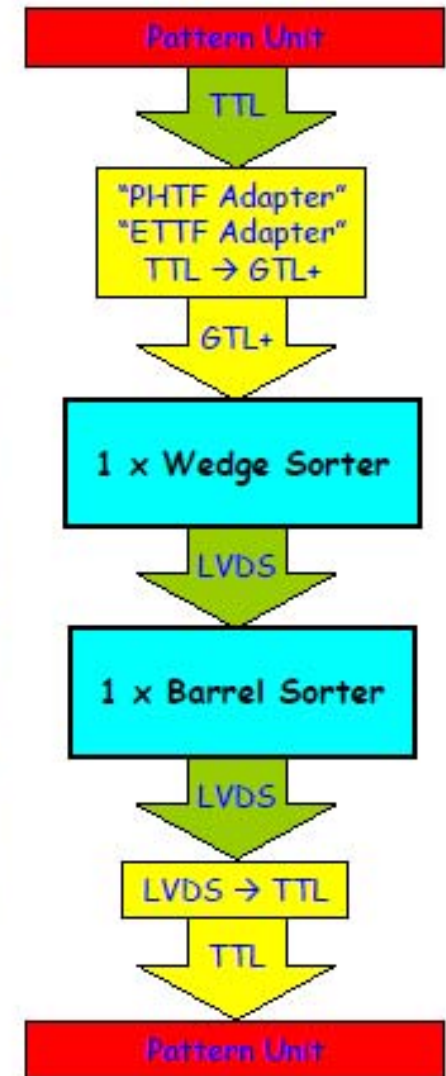 Pattern Unit
TTL
“PHTF Adapter”
“ETTF Adapter”
TTL → GTL+
GTL+
1 x Wedge Sorter
LVDS
1 x Barrel Sorter
LVDS
LVDS → TTL
TTL
Pattern Unit